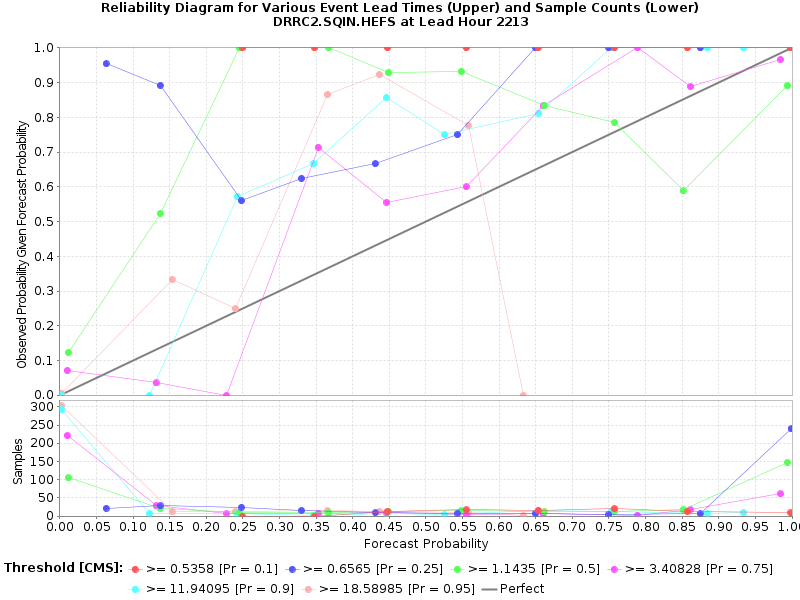 Reliability Diagram for Various Event Lead Times (Upper) and Sample Counts (Lower)
DRRC2.SQIN.HEFS at Lead Hour 2213
Observed Probability Given Forecast Probability
1.0
0.9
0.8
0.7
0.6
0.5
0.4
0.3
0.2
0.1
0.0
Samples
300
250
200
150
100
50
0
0.00 0.05 0.10 0.15 0.20 0.25 0.30 0.35 0.40 0.45 0.50 0.55 0.60 0.65 0.70 0.75 0.80 0.85 0.90 0.95 1.0
Forecast Probability
Threshold [CMS]: >= 0.5358 [Pr = 0.1] >= 0.6565 [Pr = 0.25] >= 1.1435 [Pr = 0.5] >= 3.40828 [Pr = 0.75]
>= 11.94095 [Pr = 0.9] >= 18.58985 [Pr = 0.95] Perfect